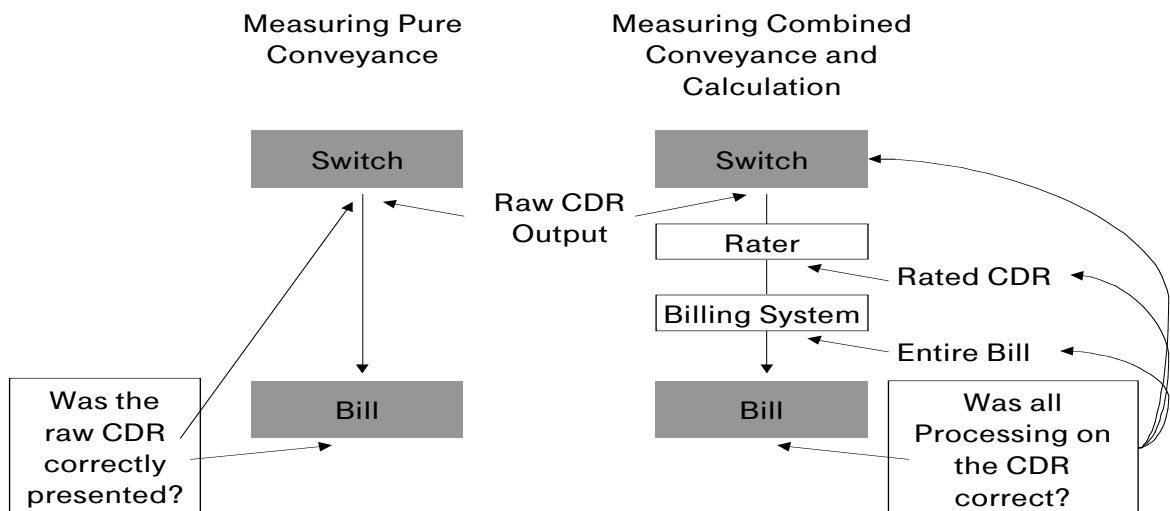 Measuring Pure
Conveyance
Measuring Combined
Conveyance and
Calculation
Switch
Switch
Raw CDR
Output
Rater
Rated CDR
Billing System
Entire Bill
Bill
Bill
Was the
raw CDR
correctly
presented?
Was all
Processing on
the CDR
correct?